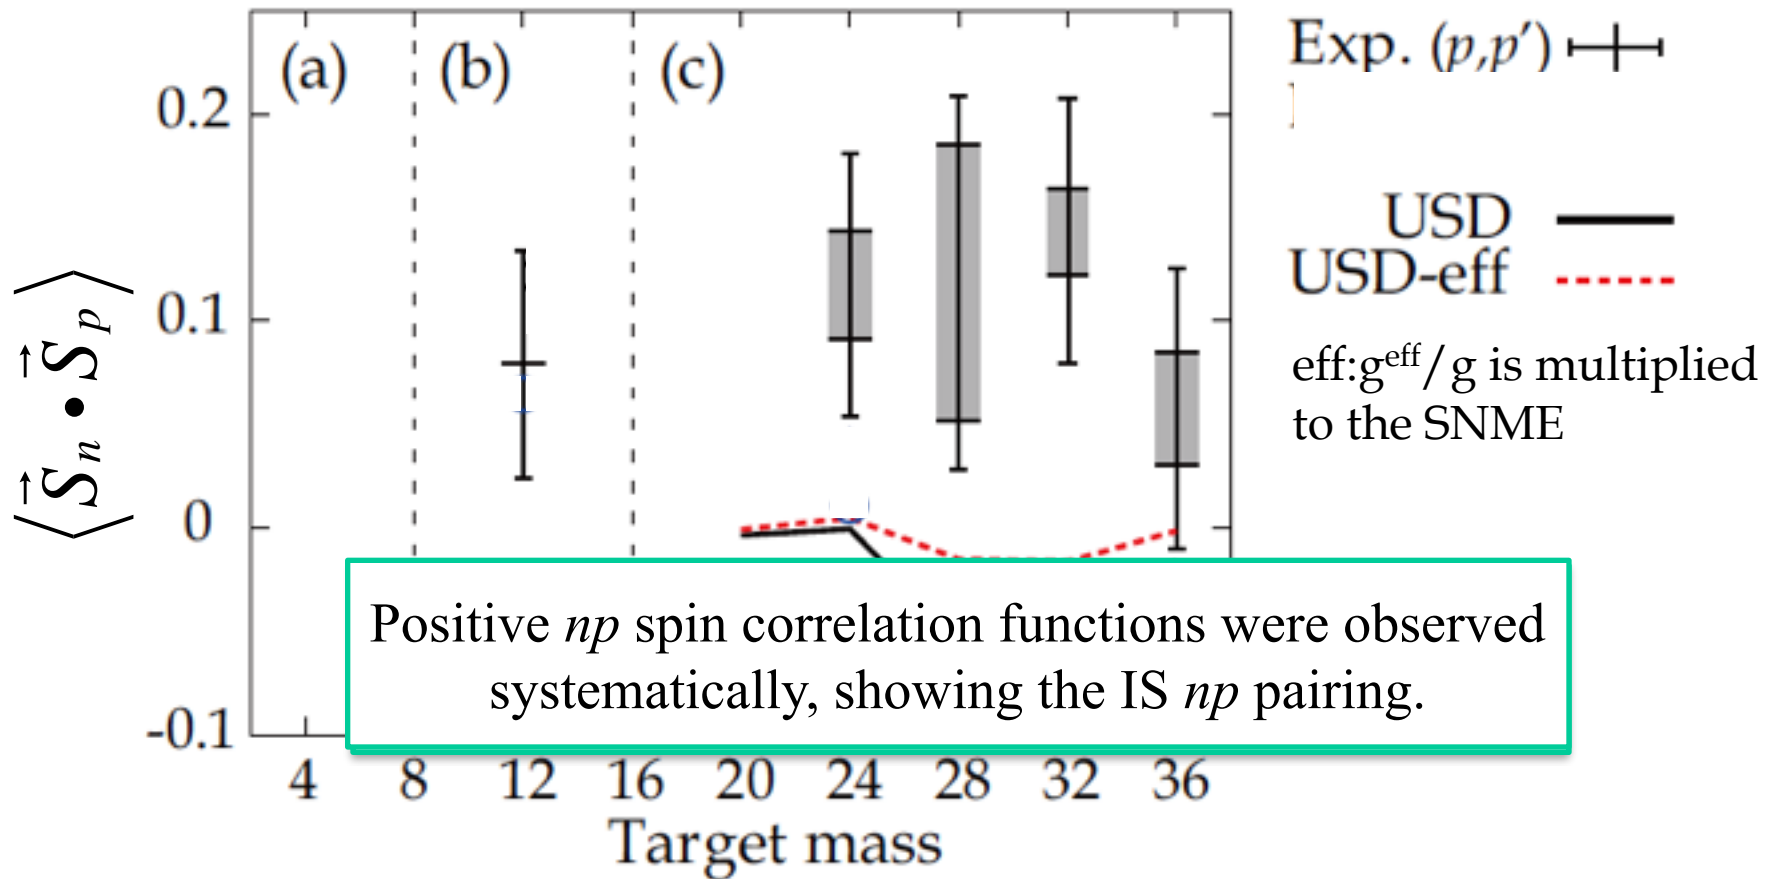 (a) (b) (c)
0.2
0.1
0
-0.1
⟨S⃗n • S⃗p⟩
4 8 12 16 20 24 28 32 36
Target mass
Exp. (p,p′)
USD
USD-eff
eff:g^eff/g is multiplied
to the SNME
Positive np spin correlation functions were observed
systematically, showing the IS np pairing.